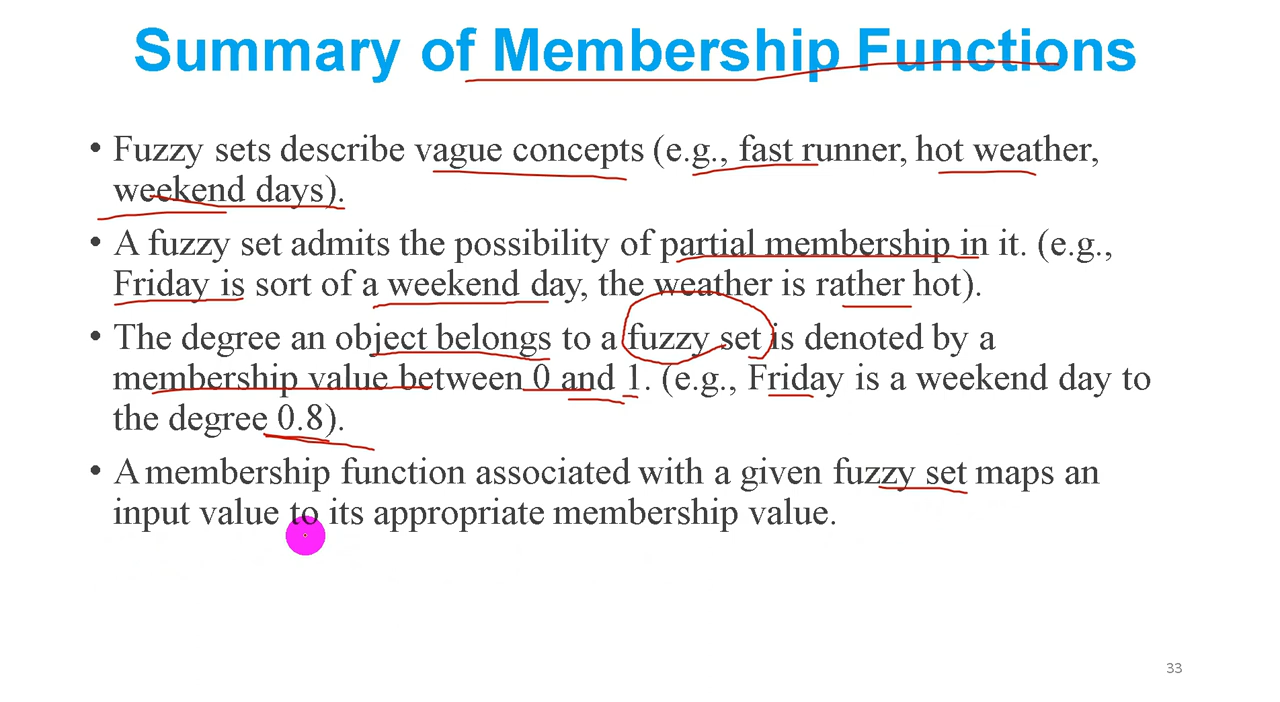 Summary of Membership Functions
• Fuzzy sets describe vague concepts (e.g., fast runner, hot weather,
weekend days).
• A fuzzy set admits the possibility of partial membership in it. (e.g.,
Friday is sort of a weekend day, the weather is rather hot).
• The degree an object belongs to a fuzzy set is denoted by a
membership value between 0 and 1. (e.g., Friday is a weekend day to
the degree 0.8).
• A membership function associated with a given fuzzy set maps an
input value to its appropriate membership value.
33